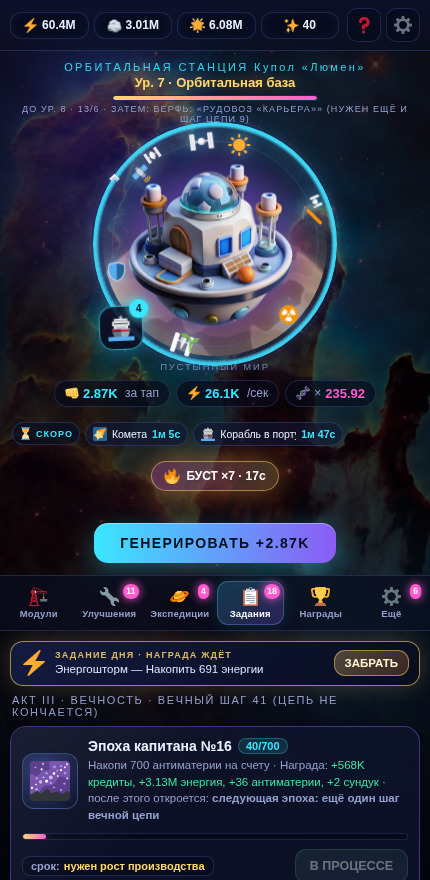 60.4M 3.01M 6.08M 40
ОРБИТАЛЬНАЯ СТАНЦИЯ Купол «Люмен»
Ур. 7 · Орбитальная база
ДО УР. 8 · 13/6 · ЗАТЕМ: ВЕРФЬ: «РУДОВОЗ «КАРЬЕРА»» (НУЖЕН ЕЩЁ И
ШАГ ЦЕПИ 9)
4
ПУСТЫННЫЙ МИР
2.87K за тап 26.1K /сек × 235.92
СКОРО Комета 1м 5с Корабль в порту 1м 47с
БУСТ ×7 · 17с
ГЕНЕРИРОВАТЬ +2.87K
11 4 18 6
Модули Улучшения Экспедиции Задания Награды Ещё
ЗАДАНИЕ ДНЯ · НАГРАДА ЖДЁТ
Энергошторм — Накопить 691 энергии
ЗАБРАТЬ
АКТ III · ВЕЧНОСТЬ · ВЕЧНЫЙ ШАГ 41 (ЦЕПЬ НЕ
КОНЧАЕТСЯ)
Эпоха капитана №16 40/700
Накопи 700 антиматерии на счету · Награда: +568K
кредиты, +3.13M энергия, +36 антиматерии, +2 сундук ·
после этого откроется: следующая эпоха: ещё один шаг
вечной цепи
срок: нужен рост производства
В ПРОЦЕССЕ